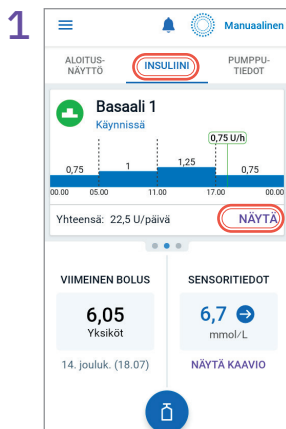 1
Manuaalinen
ALOITUS-
NÄYTTÖ
INSULIINI
PUMPPU-
TIEDOT
Basaali 1
Käynnissä
0,75 U/h
0,75
1
1,25
0,75
00.00 05.00 11.00 17.00 00.00
Yhteensä: 22,5 U/päivä
NÄYTÄ
VIIMEINEN BOLUS
6,05
Yksiköt
14. jouluk. (18.07)
SENSORITIEDOT
6,7
mmol/L
NÄYTÄ KAAVIO